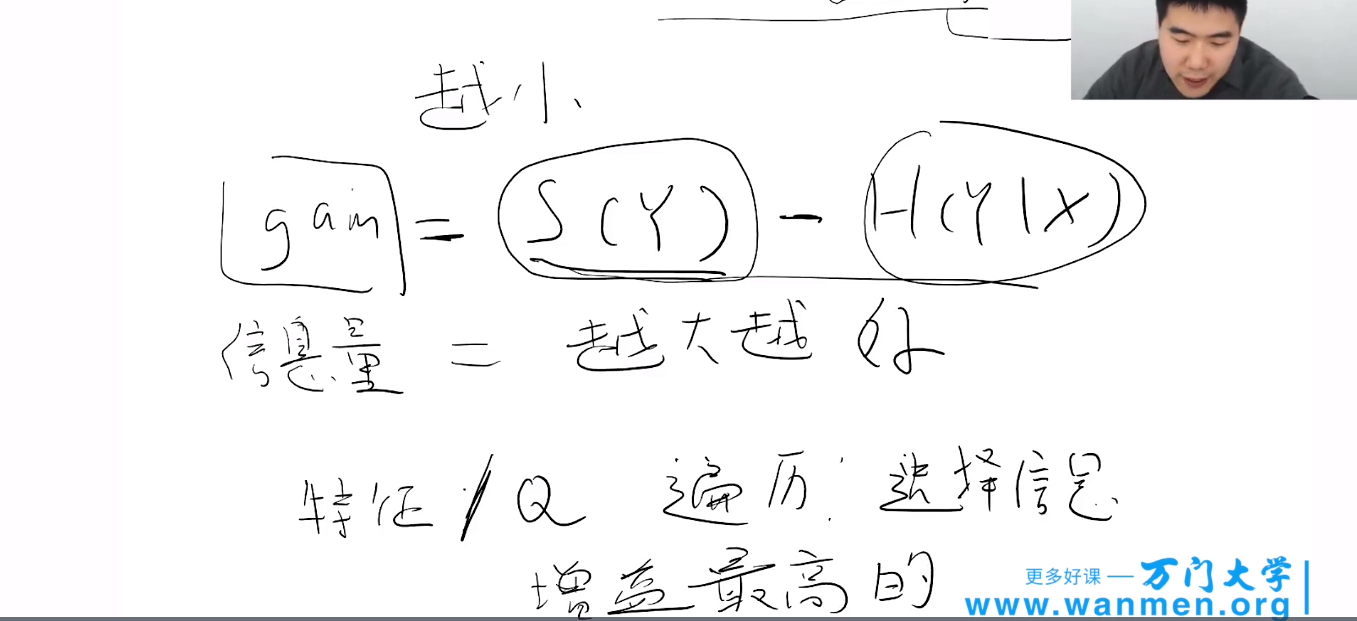 越小
gain = S(Y) - H(Y|X)
信息量 = 越大越好
特征/Q 遍历: 选择信息
增益最高的
更多好课 — 万门大学
www.wanmen.org